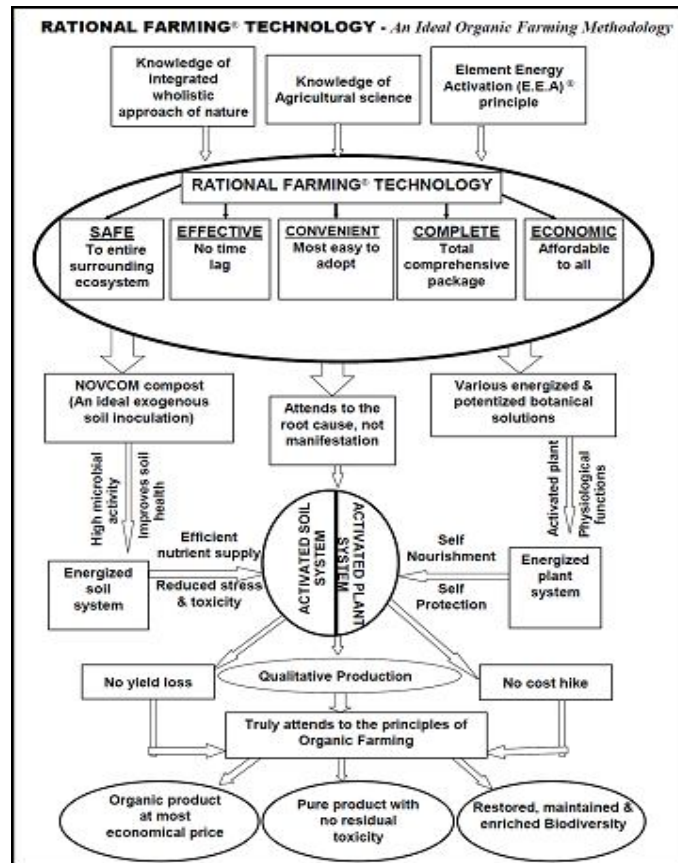 RATIONAL FARMING® TECHNOLOGY - An Ideal Organic Farming Methodology
Knowledge of
integrated
wholistic
approach of nature
Knowledge of
Agricultural science
Element Energy
Activation (E.E.A) ®
principle
RATIONAL FARMING® TECHNOLOGY
SAFE
To entire
surrounding
ecosystem
EFFECTIVE
No time
lag
CONVENIENT
Most easy to
adopt
COMPLETE
Total
comprehensive
package
ECONOMIC
Affordable
to all
NOVCOM compost
(An ideal exogenous
soil inoculation)
Attends to the
root cause, not
manifestation
Various energized &
potentized botanical
solutions
High microbial
activity
Improves soil
health
Activated plant
Physiological
functions
Energized
soil
system
Efficient
nutrient supply
Reduced stress
& toxicity
ACTIVATED SOIL
SYSTEM
ACTIVATED PLANT
SYSTEM
Self
Nourishment
Self
Protection
Energized
plant
system
No yield loss
Qualitative Production
No cost hike
Truly attends to the principles of
Organic Farming
Organic product
at most
economical price
Pure product with
no residual
toxicity
Restored, maintained &
enriched Biodiversity